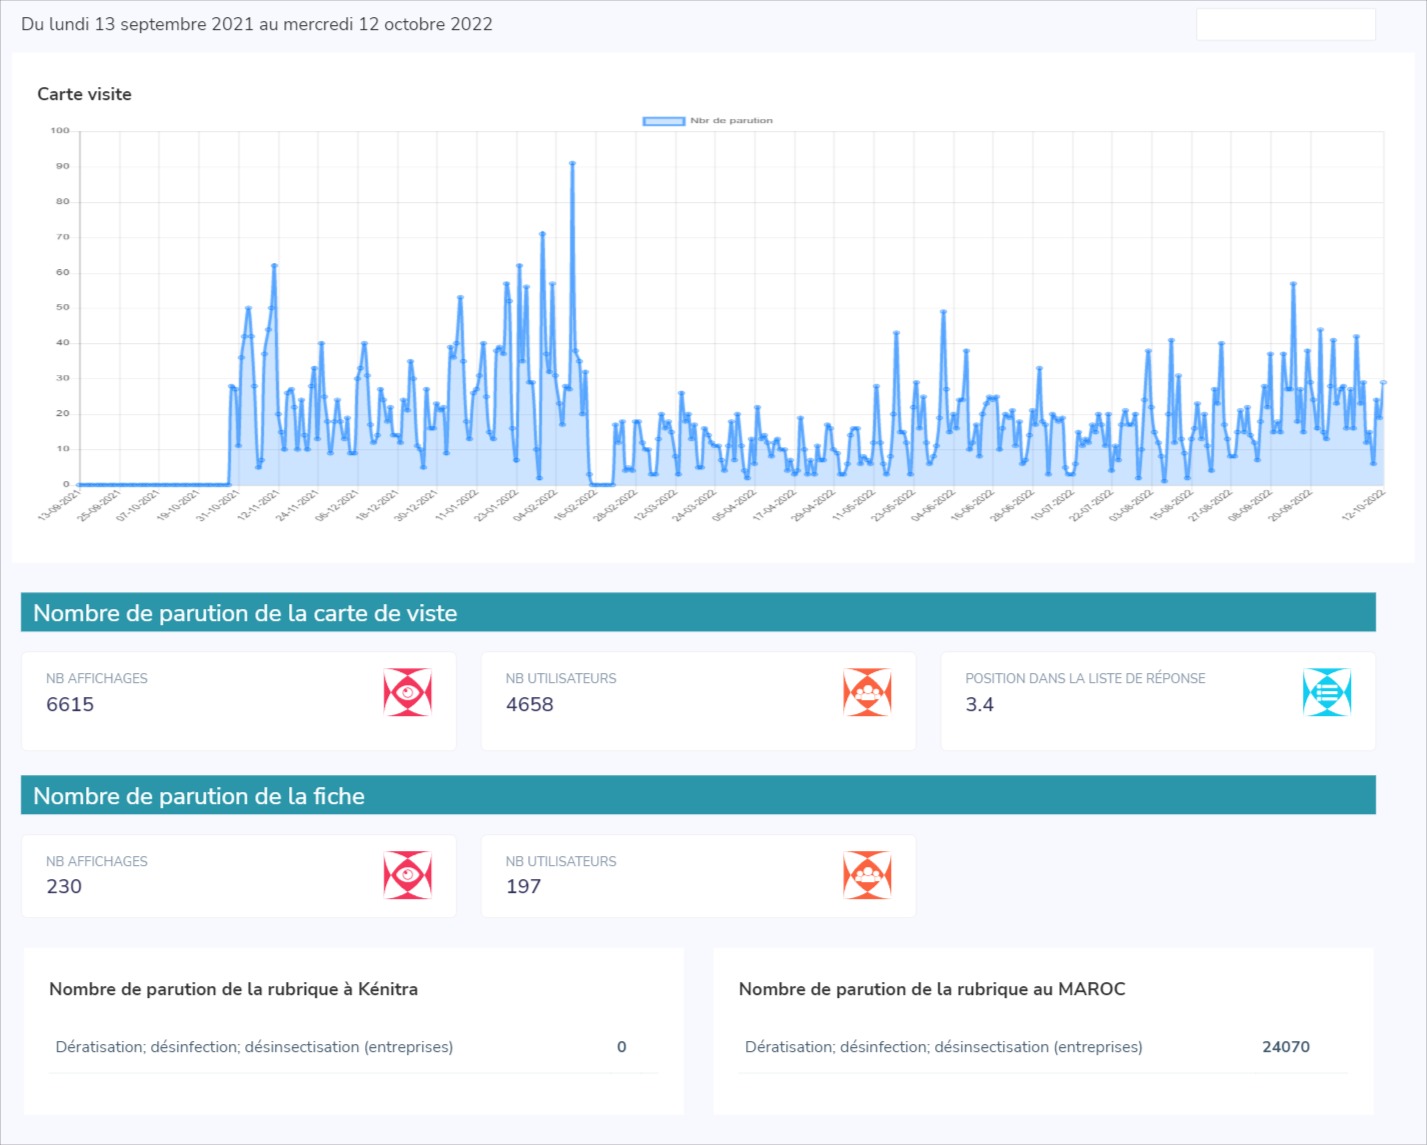 Du lundi 13 septembre 2021 au mercredi 12 octobre 2022
Carte visite
Nbr de parution
100
90
80
70
60
50
40
30
20
10
0
13-09-2021 25-09-2021 07-10-2021 19-10-2021 31-10-2021 12-11-2021 24-11-2021 06-12-2021 18-12-2021 30-12-2021 11-01-2022 23-01-2022 04-02-2022 16-02-2022 28-02-2022 12-03-2022 24-03-2022 05-04-2022 17-04-2022 29-04-2022 11-05-2022 23-05-2022 04-06-2022 16-06-2022 28-06-2022 10-07-2022 22-07-2022 03-08-2022 15-08-2022 27-08-2022 08-09-2022 20-09-2022 12-10-2022
Nombre de parution de la carte de viste
NB AFFICHAGES
6615
NB UTILISATEURS
4658
POSITION DANS LA LISTE DE RÉPONSE
3.4
Nombre de parution de la fiche
NB AFFICHAGES
230
NB UTILISATEURS
197
Nombre de parution de la rubrique à Kénitra
Dératisation; désinfection; désinsectisation (entreprises) 0
Nombre de parution de la rubrique au MAROC
Dératisation; désinfection; désinsectisation (entreprises) 24070